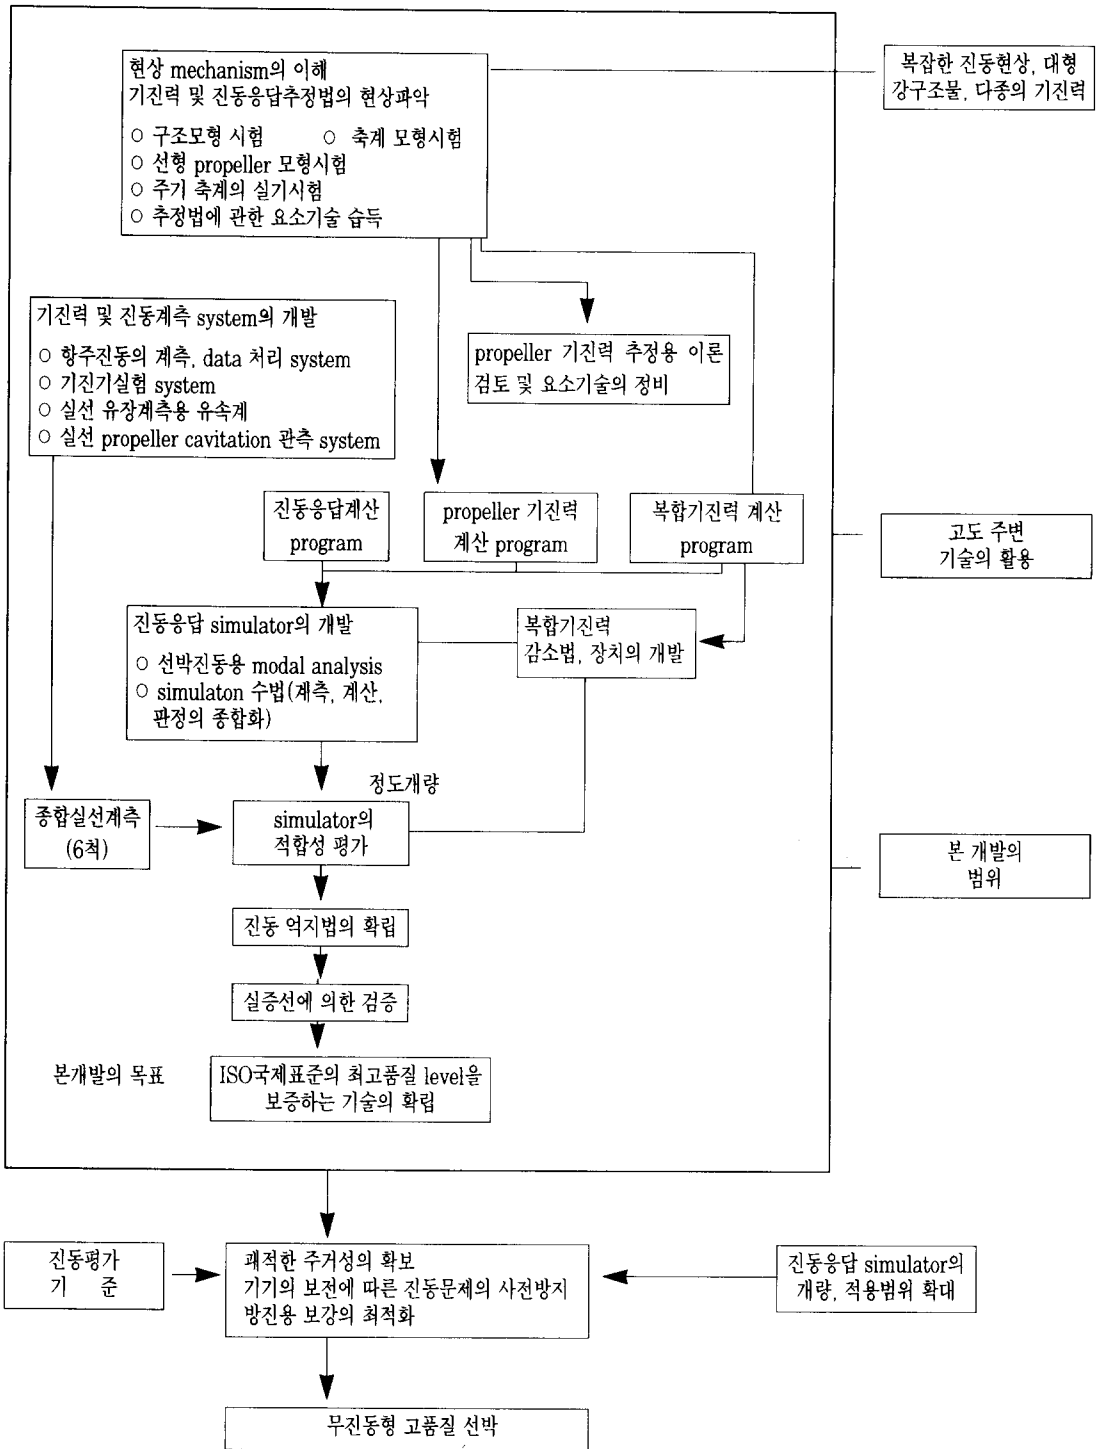 현상 mechanism의 이해
기진력 및 진동응답추정법의 현상파악
○ 구조모형 시험 ○ 축계 모형시험
○ 선형 propeller 모형시험
○ 주기 축계의 실기시험
○ 추정법에 관한 요소기술 습득
복잡한 진동현상, 대형
강구조물, 다종의 기진력
기진력 및 진동계측 system의 개발
○ 항주진동의 계측, data 처리 system
○ 기진기실험 system
○ 실선 유장계측용 유속계
○ 실선 propeller cavitation 관측 system
propeller 기진력 추정용 이론
검토 및 요소기술의 정비
진동응답계산
program
propeller 기진력
계산 program
복합기진력 계산
program
고도 주변
기술의 활용
진동응답 simulator의 개발
○ 선박진동용 modal analysis
○ simulaton 수법(계측, 계산,
판정의 종합화)
복합기진력
감소법, 장치의 개발
정도개량
종합실선계측
(6척)
simulator의
적합성 평가
본 개발의
범위
진동 억지법의 확립
실증선에 의한 검증
본개발의 목표
ISO국제표준의 최고품질 level을
보증하는 기술의 확립
진동평가
기 준
쾌적한 주거성의 확보
기기의 보전에 따른 진동문제의 사전방지
방진용 보강의 최적화
진동응답 simulator의
개량, 적용범위 확대
무진동형 고품질 선박